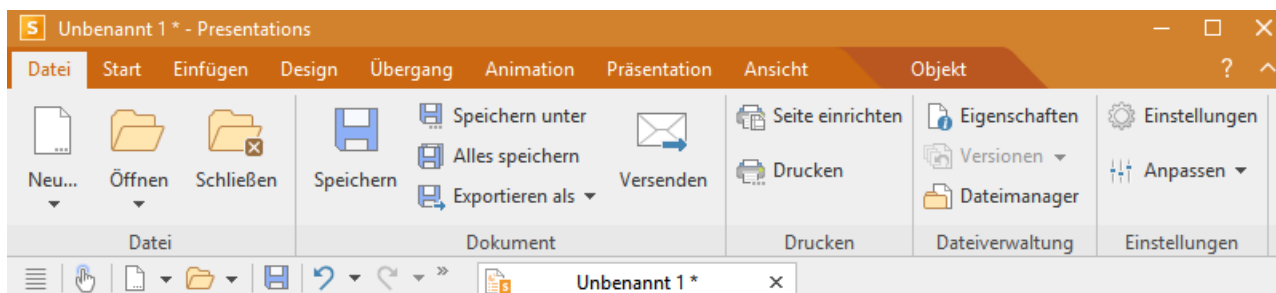 Unbenannt 1 * - Presentations
Datei Start Einfügen Design Übergang Animation Präsentation Ansicht Objekt ?
Neu... Öffnen Schließen
Speichern
Speichern unter
Alles speichern
Exportieren als
Versenden
Seite einrichten
Drucken
Eigenschaften
Versionen
Dateimanager
Einstellungen
Anpassen
Datei Dokument Drucken Dateiverwaltung Einstellungen
Unbenannt 1 *